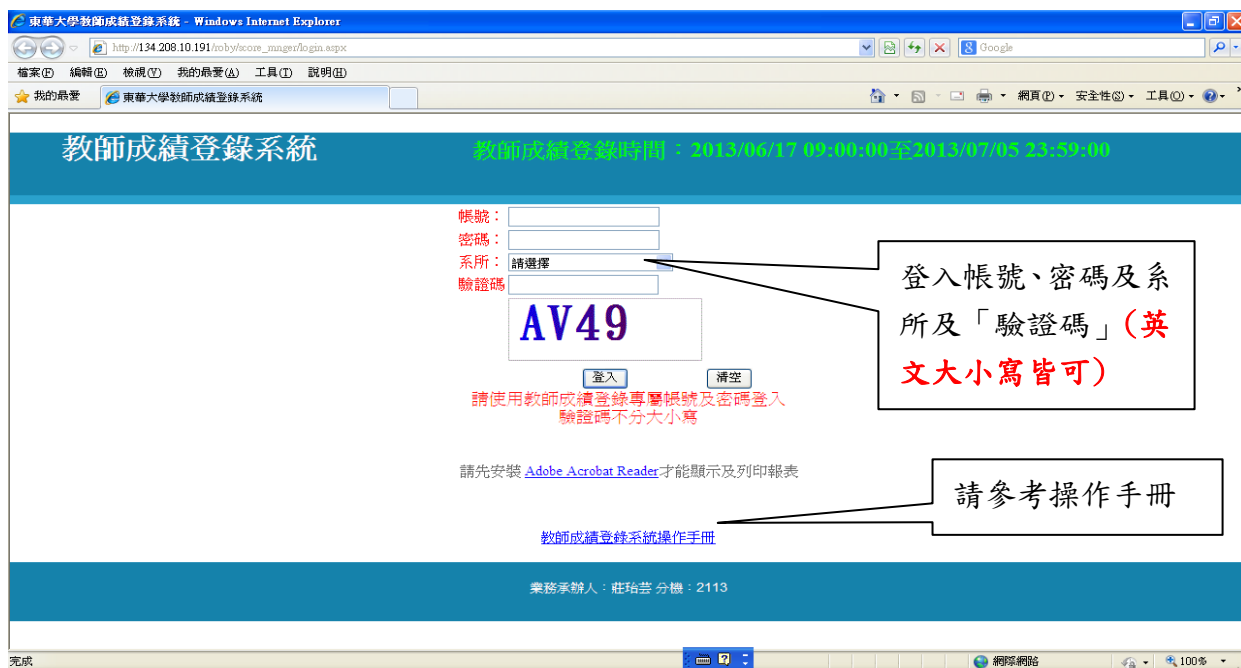 東華大學教師成績登錄系統 - Windows Internet Explorer
http://134.208.10.191/roby/score_mnger/login.aspx
Google
檔案(F) 編輯(E) 檢視(V) 我的最愛(A) 工具(T) 說明(H)
我的最愛 東華大學教師成績登錄系統 網頁(P) 安全性(S) 工具(O)
教師成績登錄系統 教師成績登錄時間：2013/06/17 09:00:00至2013/07/05 23:59:00
帳號：
密碼：
系所： 請選擇
驗證碼
AV49
登入 清空
請使用教師成績登錄專屬帳號及密碼登入
驗證碼不分大小寫
登入帳號、密碼及系
所及「驗證碼」(英
文大小寫皆可)
請先安裝 Adobe Acrobat Reader才能顯示及列印報表
請參考操作手冊
教師成績登錄系統操作手冊
業務承辦人：莊珆芸 分機：2113
完成 網際網路 100%